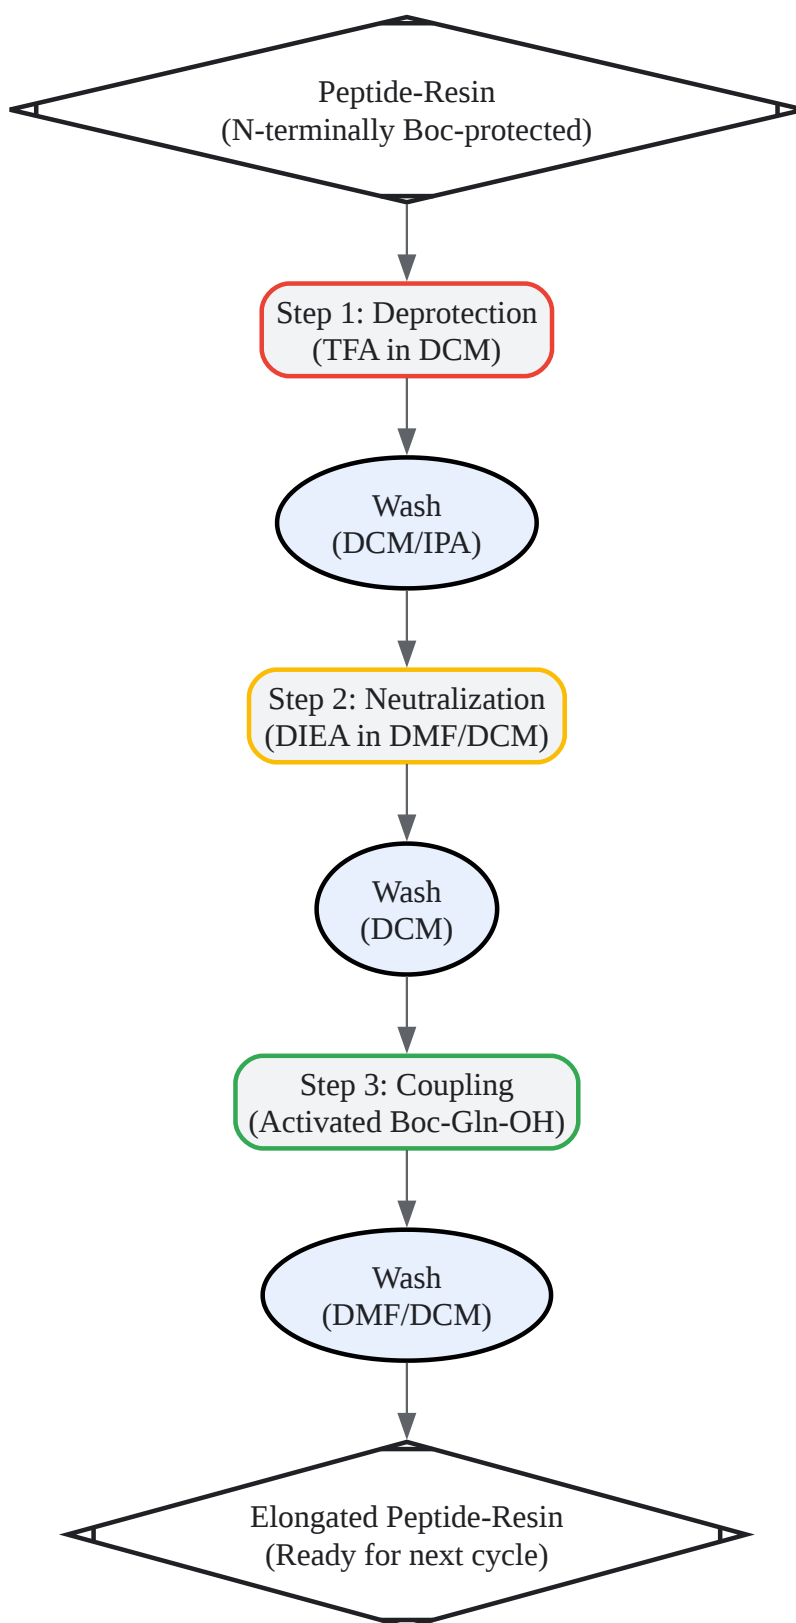 Peptide-Resin
(N-terminally Boc-protected)
Step 1: Deprotection
(TFA in DCM)
Wash
(DCM/IPA)
Step 2: Neutralization
(DIEA in DMF/DCM)
Wash
(DCM)
Step 3: Coupling
(Activated Boc-Gln-OH)
Wash
(DMF/DCM)
Elongated Peptide-Resin
(Ready for next cycle)